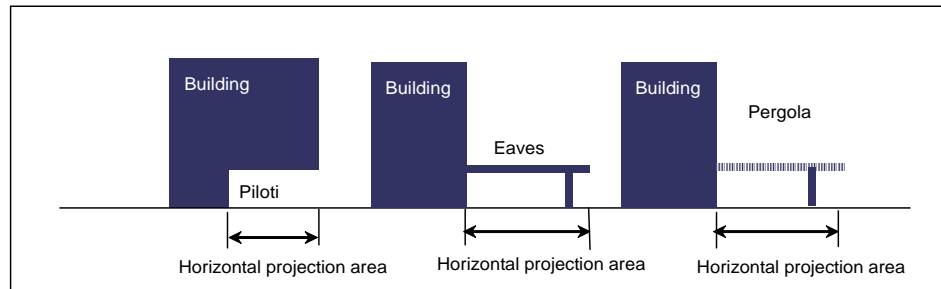 Building
Piloti
Horizontal projection area
Building
Eaves
Horizontal projection area
Building
Pergola
Horizontal projection area